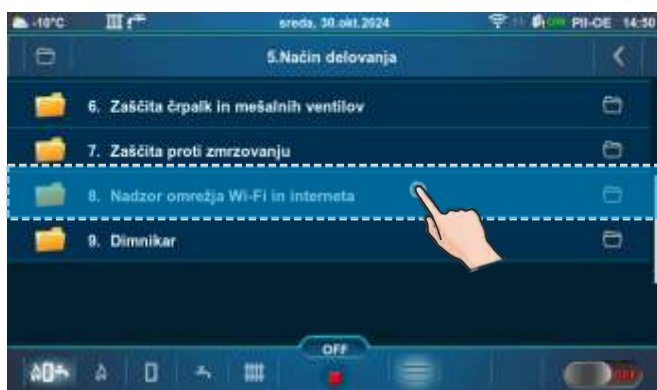 -10°C sreda, 30.okt.2024 PII-OE 14:50
5.Način delovanja
6. Zaščita črpalk in mešalnih ventilov
7. Zaščita proti zmrzovanju
8. Nadzor omrežja Wi-Fi in interneta
9. Dimnikar
OFF
OFF